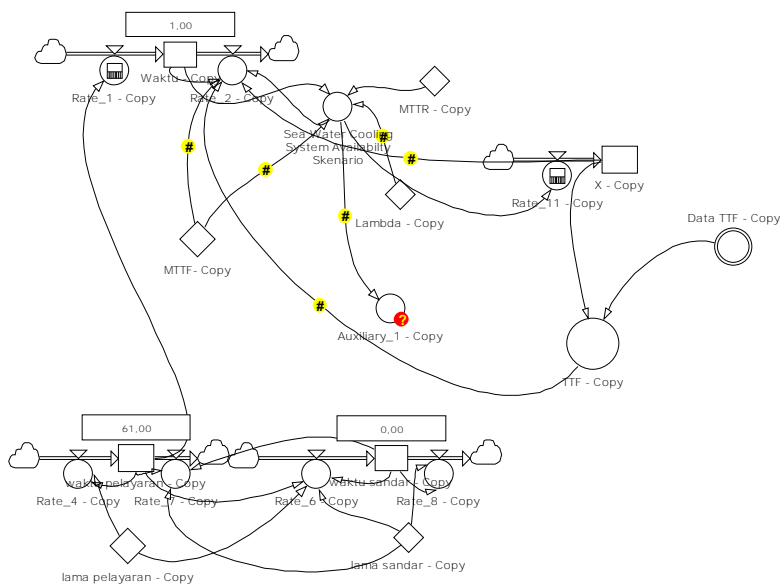 1,00
Waktu - Copy
Rate_1 - Copy
Rate_2 - Copy
MTTR - Copy
#
Sea Water Cooling
System Availabilty
Skenario
#
#
#
X - Copy
Rate_11 - Copy
#
Lambda - Copy
Data TTF - Copy
MTTF- Copy
#
?
Auxiliary_1 - Copy
TTF - Copy
61,00
0,00
waktu pelayaran - Copy
waktu sandar - Copy
Rate_4 - Copy
Rate_7 - Copy
Rate_6 - Copy
Rate_8 - Copy
lama pelayaran - Copy
lama sandar - Copy